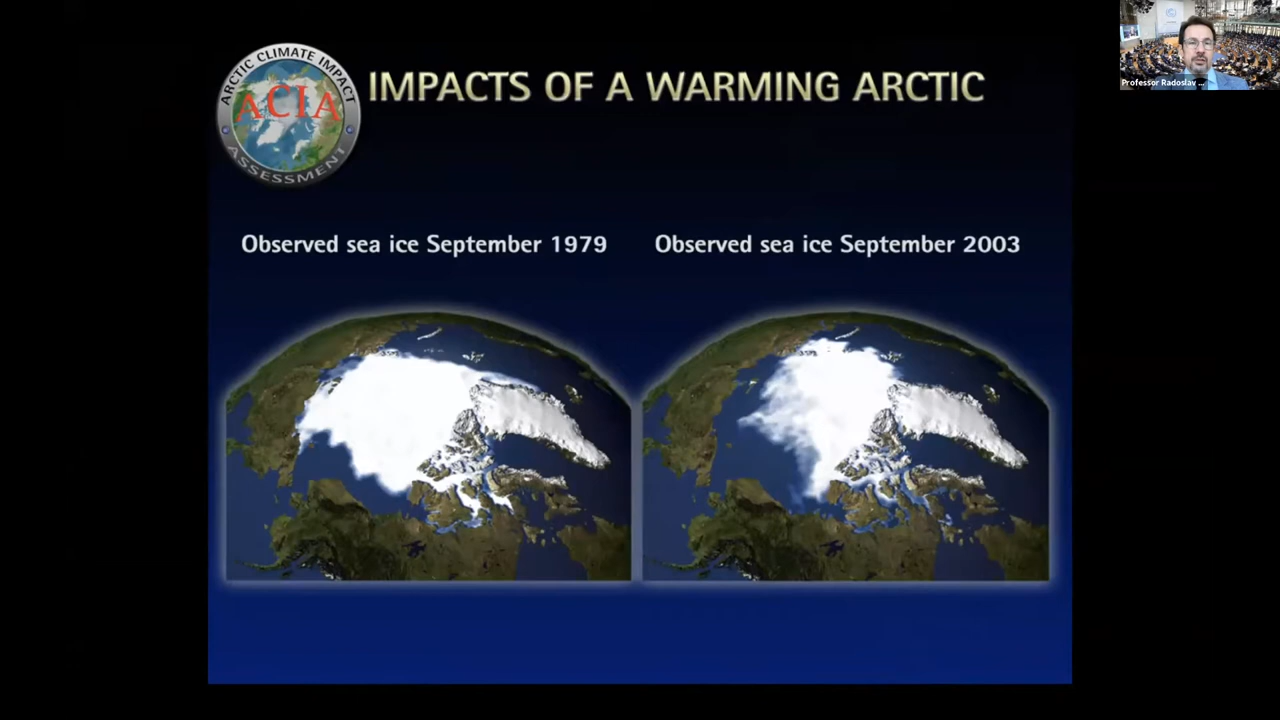 ARCTIC CLIMATE IMPACT
ACIA
ASSESSMENT
IMPACTS OF A WARMING ARCTIC
Observed sea ice September 1979
Observed sea ice September 2003
Professor Radoslav ...